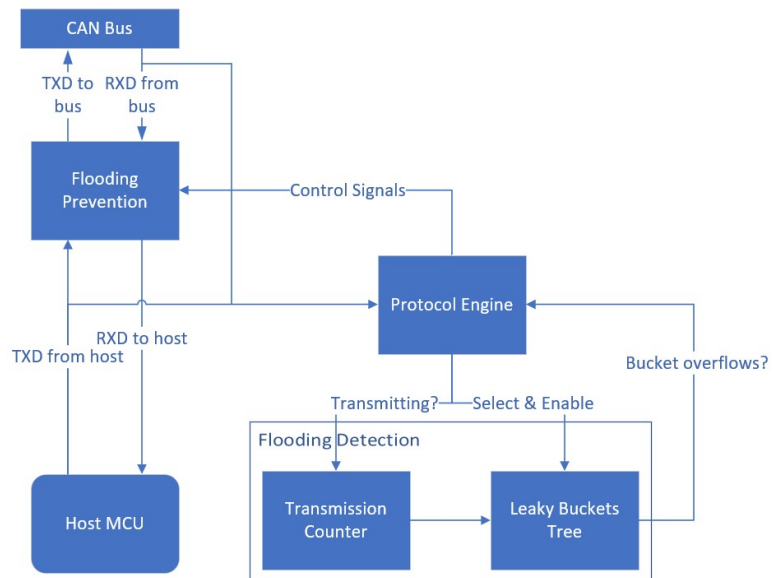 CAN Bus
TXD to
bus
RXD from
bus
Flooding
Prevention
Control Signals
Protocol Engine
RXD to host
TXD from host
Bucket overflows?
Transmitting?
Select & Enable
Flooding Detection
Host MCU
Transmission
Counter
Leaky Buckets
Tree